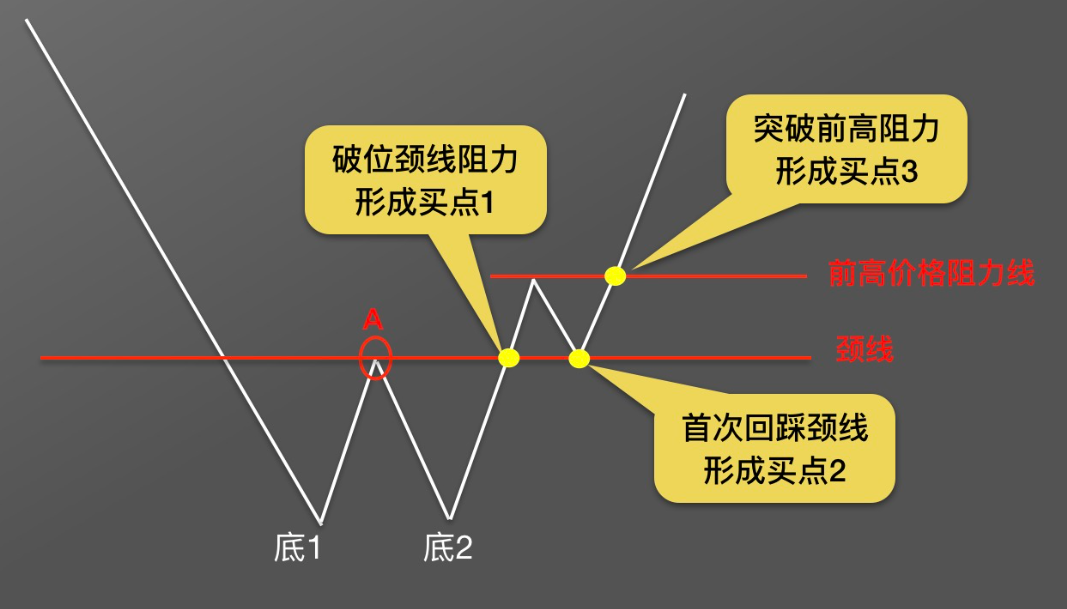 突破前高阻力
形成买点3
破位颈线阻力
形成买点1
前高价格阻力线
A
颈线
首次回踩颈线
形成买点2
底1
底2